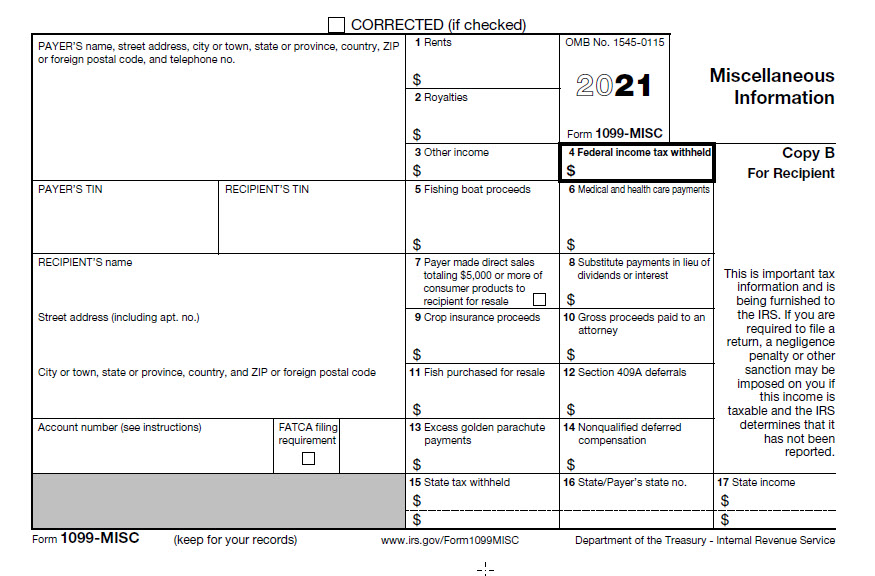 CORRECTED (if checked)
PAYER'S name, street address, city or town, state or province, country, ZIP
or foreign postal code, and telephone no.
1 Rents
$
2 Royalties
$
OMB No. 1545-0115
2021
Form 1099-MISC
Miscellaneous
Information
3 Other income
$
4 Federal income tax withheld
$
Copy B
For Recipient
PAYER'S TIN
RECIPIENT'S TIN
5 Fishing boat proceeds
$
6 Medical and health care payments
$
RECIPIENT'S name
7 Payer made direct sales
totaling $5,000 or more of
consumer products to
recipient for resale
8 Substitute payments in lieu of
dividends or interest
$
This is important tax
information and is
being furnished to
the IRS. If you are
required to file a
return, a negligence
penalty or other
sanction may be
imposed on you if
this income is
taxable and the IRS
determines that it
has not been
reported.
Street address (including apt. no.)
9 Crop insurance proceeds
$
10 Gross proceeds paid to an
attorney
$
City or town, state or province, country, and ZIP or foreign postal code
11 Fish purchased for resale
$
12 Section 409A deferrals
$
Account number (see instructions)
FATCA filing
requirement
13 Excess golden parachute
payments
$
14 Nonqualified deferred
compensation
$
15 State tax withheld
$
$
16 State/Payer's state no.
17 State income
$
$
Form 1099-MISC
(keep for your records)
www.irs.gov/Form1099MISC
Department of the Treasury - Internal Revenue Service